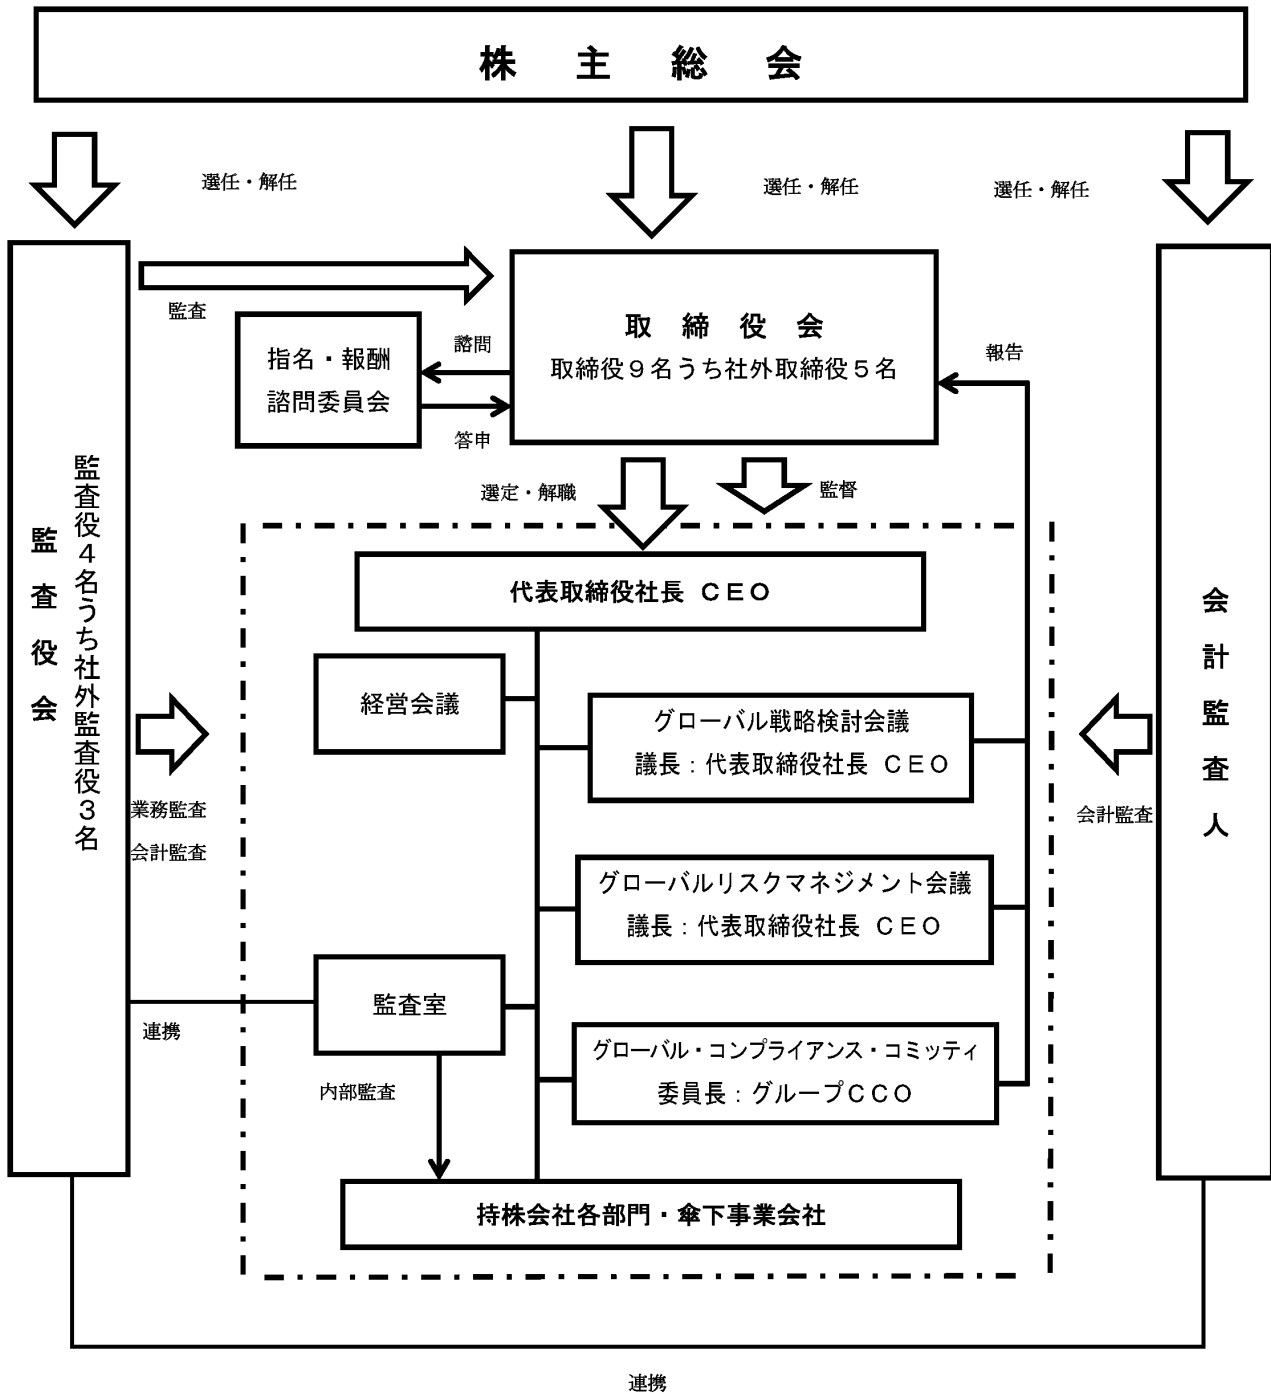 株主総会
選任・解任
選任・解任
選任・解任
監査
取締役会
取締役９名うち社外取締役５名
指名・報酬
諮問委員会
諮問
答申
報告
選定・解職
監督
監査役会
監査役４名うち社外監査役３名
代表取締役社長 ＣＥＯ
会計監査人
経営会議
グローバル戦略検討会議
議長：代表取締役社長 ＣＥＯ
業務監査
会計監査
会計監査
グローバルリスクマネジメント会議
議長：代表取締役社長 ＣＥＯ
監査室
連携
グローバル・コンプライアンス・コミッティ
委員長：グループＣＣＯ
内部監査
持株会社各部門・傘下事業会社
連携